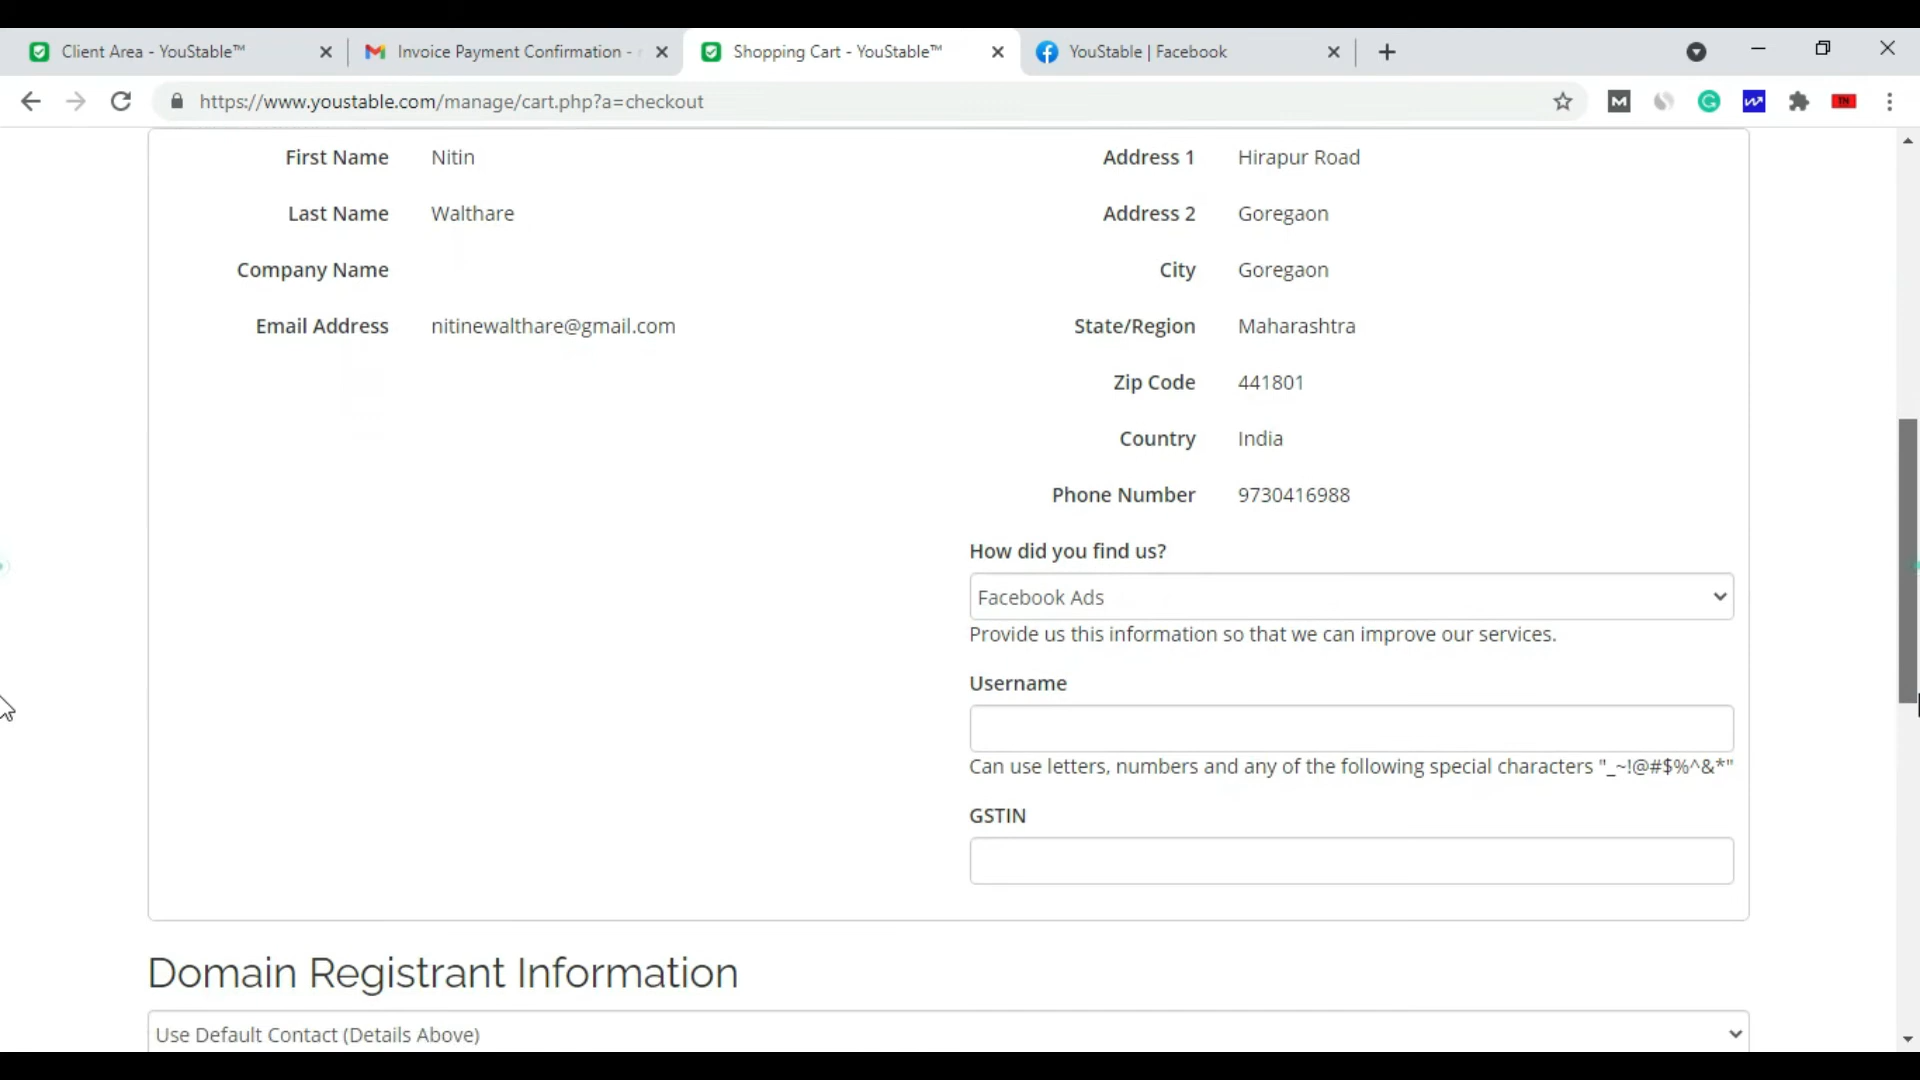 Client Area - YouStable™
Invoice Payment Confirmation -
Shopping Cart - YouStable™
YouStable | Facebook
https://www.youstable.com/manage/cart.php?a=checkout
First Name Nitin
Last Name Walthare
Company Name
Email Address nitinewalthare@gmail.com
Address 1 Hirapur Road
Address 2 Goregaon
City Goregaon
State/Region Maharashtra
Zip Code 441801
Country India
Phone Number 9730416988
How did you find us?
Facebook Ads
Provide us this information so that we can improve our services.
Username
Can use letters, numbers and any of the following special characters "_~!@#$%^&*"
GSTIN
Domain Registrant Information
Use Default Contact (Details Above)